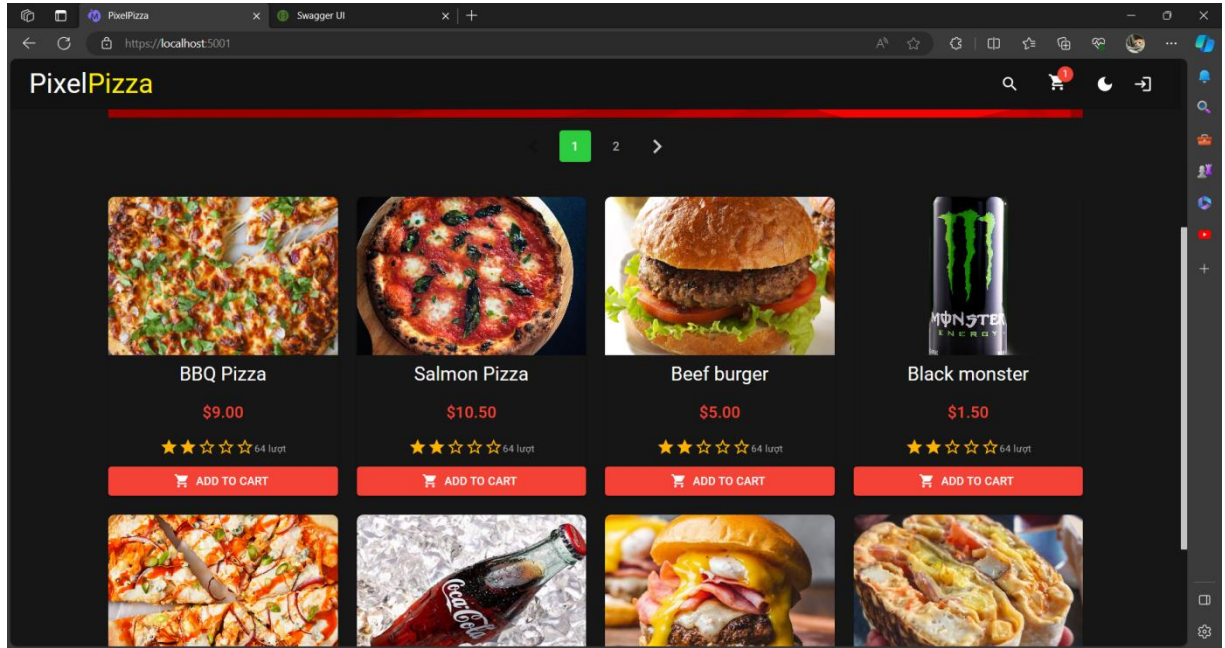 PixelPizza
Swagger UI
https://localhost:5001
PixelPizza
1
1
2
MONSTER
ENERGY
BBQ Pizza
Salmon Pizza
Beef burger
Black monster
$9.00
$10.50
$5.00
$1.50
64 lượt
64 lượt
64 lượt
64 lượt
ADD TO CART
ADD TO CART
ADD TO CART
ADD TO CART
Coca-Cola